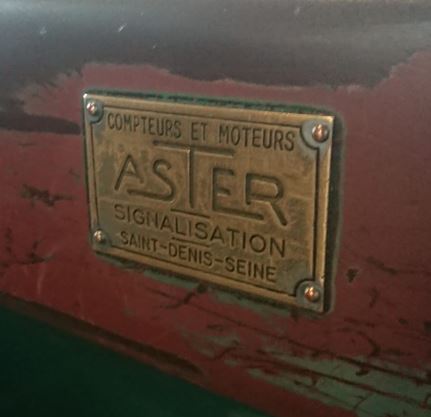 COMPTEURS ET MOTEURS
ASTER
SIGNALISATION
SAINT-DENIS-SEINE